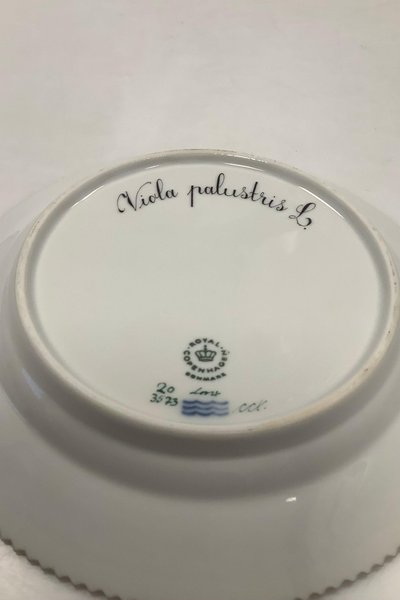 Viola palustris L.
ROYAL COPENHAGEN
DENMARK
20
3573